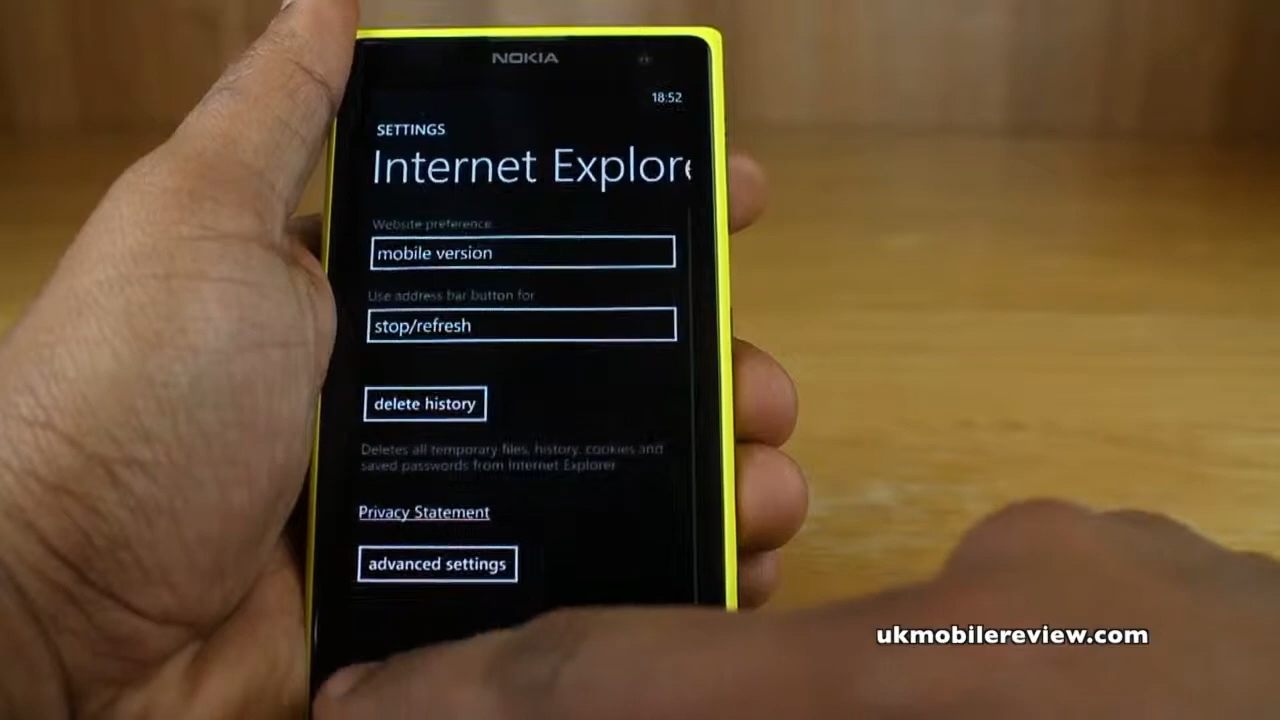 NOKIA
18:52
SETTINGS
Internet Explore
Website preference
mobile version
Use address bar button for
stop/refresh
delete history
Deletes all temporary files, history, cookies and
saved passwords from Internet Explorer
Privacy Statement
advanced settings
ukmobilereview.com